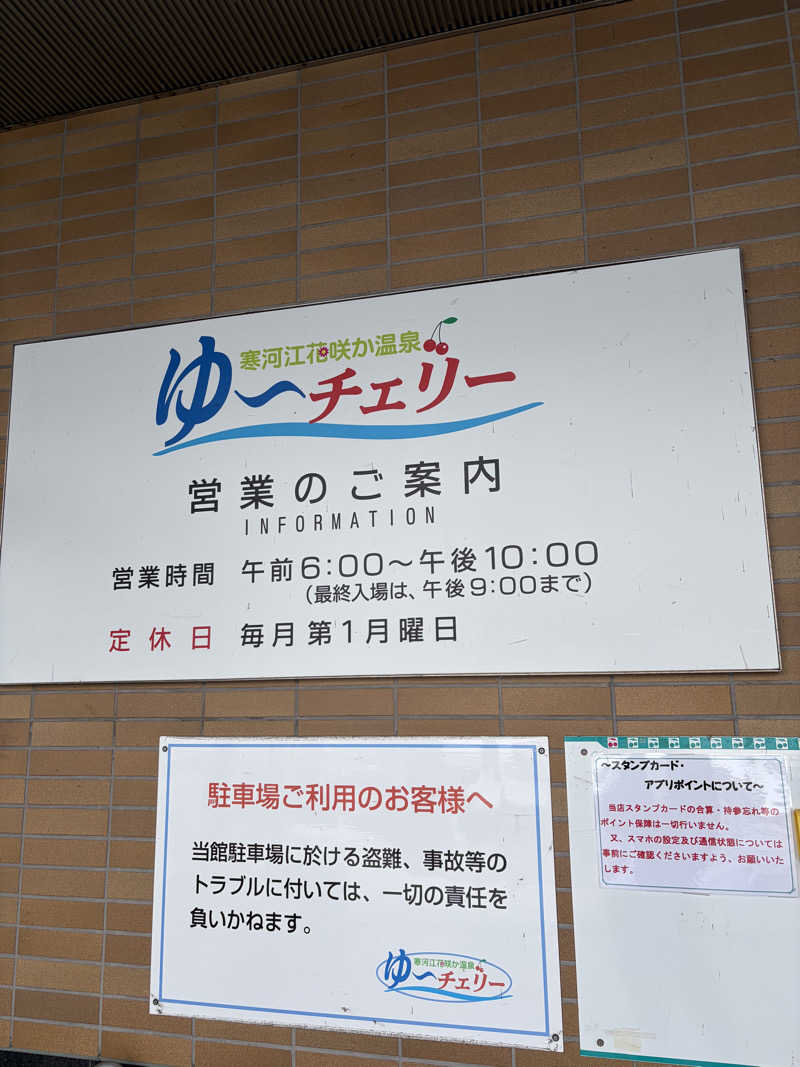 寒河江花咲か温泉
ゆ〜チェリー
営業のご案内
INFORMATION
営業時間 午前6:00〜午後10:00
(最終入場は、午後9:00まで)
定休日 毎月第1月曜日
駐車場ご利用のお客様へ
当館駐車場に於ける盗難、事故等の
トラブルに付いては、一切の責任を
負いかねます。
寒河江花咲か温泉
ゆ〜チェリー
〜スタンプカード・
アプリポイントについて〜
当店スタンプカードの合算・持参忘れ等の
ポイント保障は一切行いません。
又、スマホの設定及び通信状態については
事前にご確認くださいますよう、お願いいた
します。